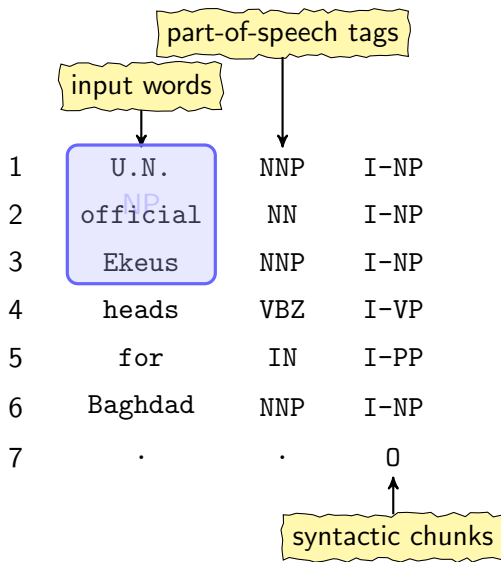 part-of-speech tags
input words
1 U.N. NNP I-NP
NP
2 official NN I-NP
3 Ekeus NNP I-NP
4 heads VBZ I-VP
5 for IN I-PP
6 Baghdad NNP I-NP
7 . . O
syntactic chunks